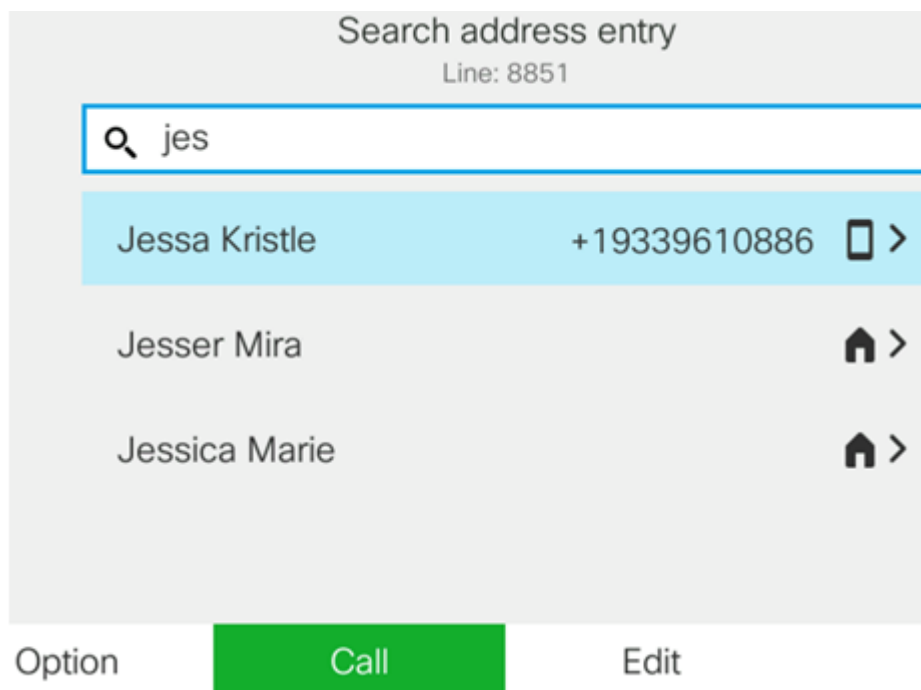 Search address entry
Line: 8851
jes
Jessa Kristle +19339610886
Jesser Mira
Jessica Marie
Option Call Edit